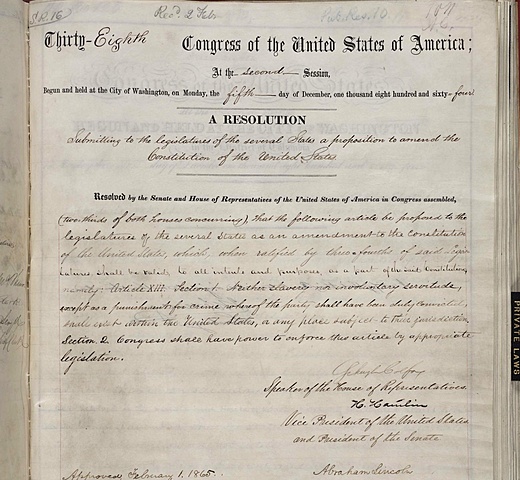 S.R. 16
Rec'd 2 Feb
Pub. Res. 10.
Thirty-Eighth Congress of the United States of America;
At the second Session,
Begun and held at the City of Washington, on Monday, the fifth day of December, one thousand eight hundred and sixty-four
A RESOLUTION
Submitting to the legislatures of the several States a proposition to amend the
Constitution of the United States.
Resolved by the Senate and House of Representatives of the United States of America in Congress assembled,
(two-thirds of both houses concurring), that the following article be proposed to the
legislatures of the several States as an amendment to the Constitution
of the United States, which, when ratified by three-fourths of said Legis-
latures shall be valid, to all intents and purposes, as a part of the said Constitution,
namely: Article XIII. Section 1. Neither slavery nor involuntary servitude,
except as a punishment for crime whereof the party shall have been duly convicted,
shall exist within the United States, or any place subject to their jurisdiction.
Section 2. Congress shall have power to enforce this article by appropriate
legislation.
Schuyler Colfax
Speaker of the House of Representatives.
H. Hamlin
Vice President of the United States
and President of the Senate
Approved, February 1. 1865.
Abraham Lincoln
PRIVATE LAWS